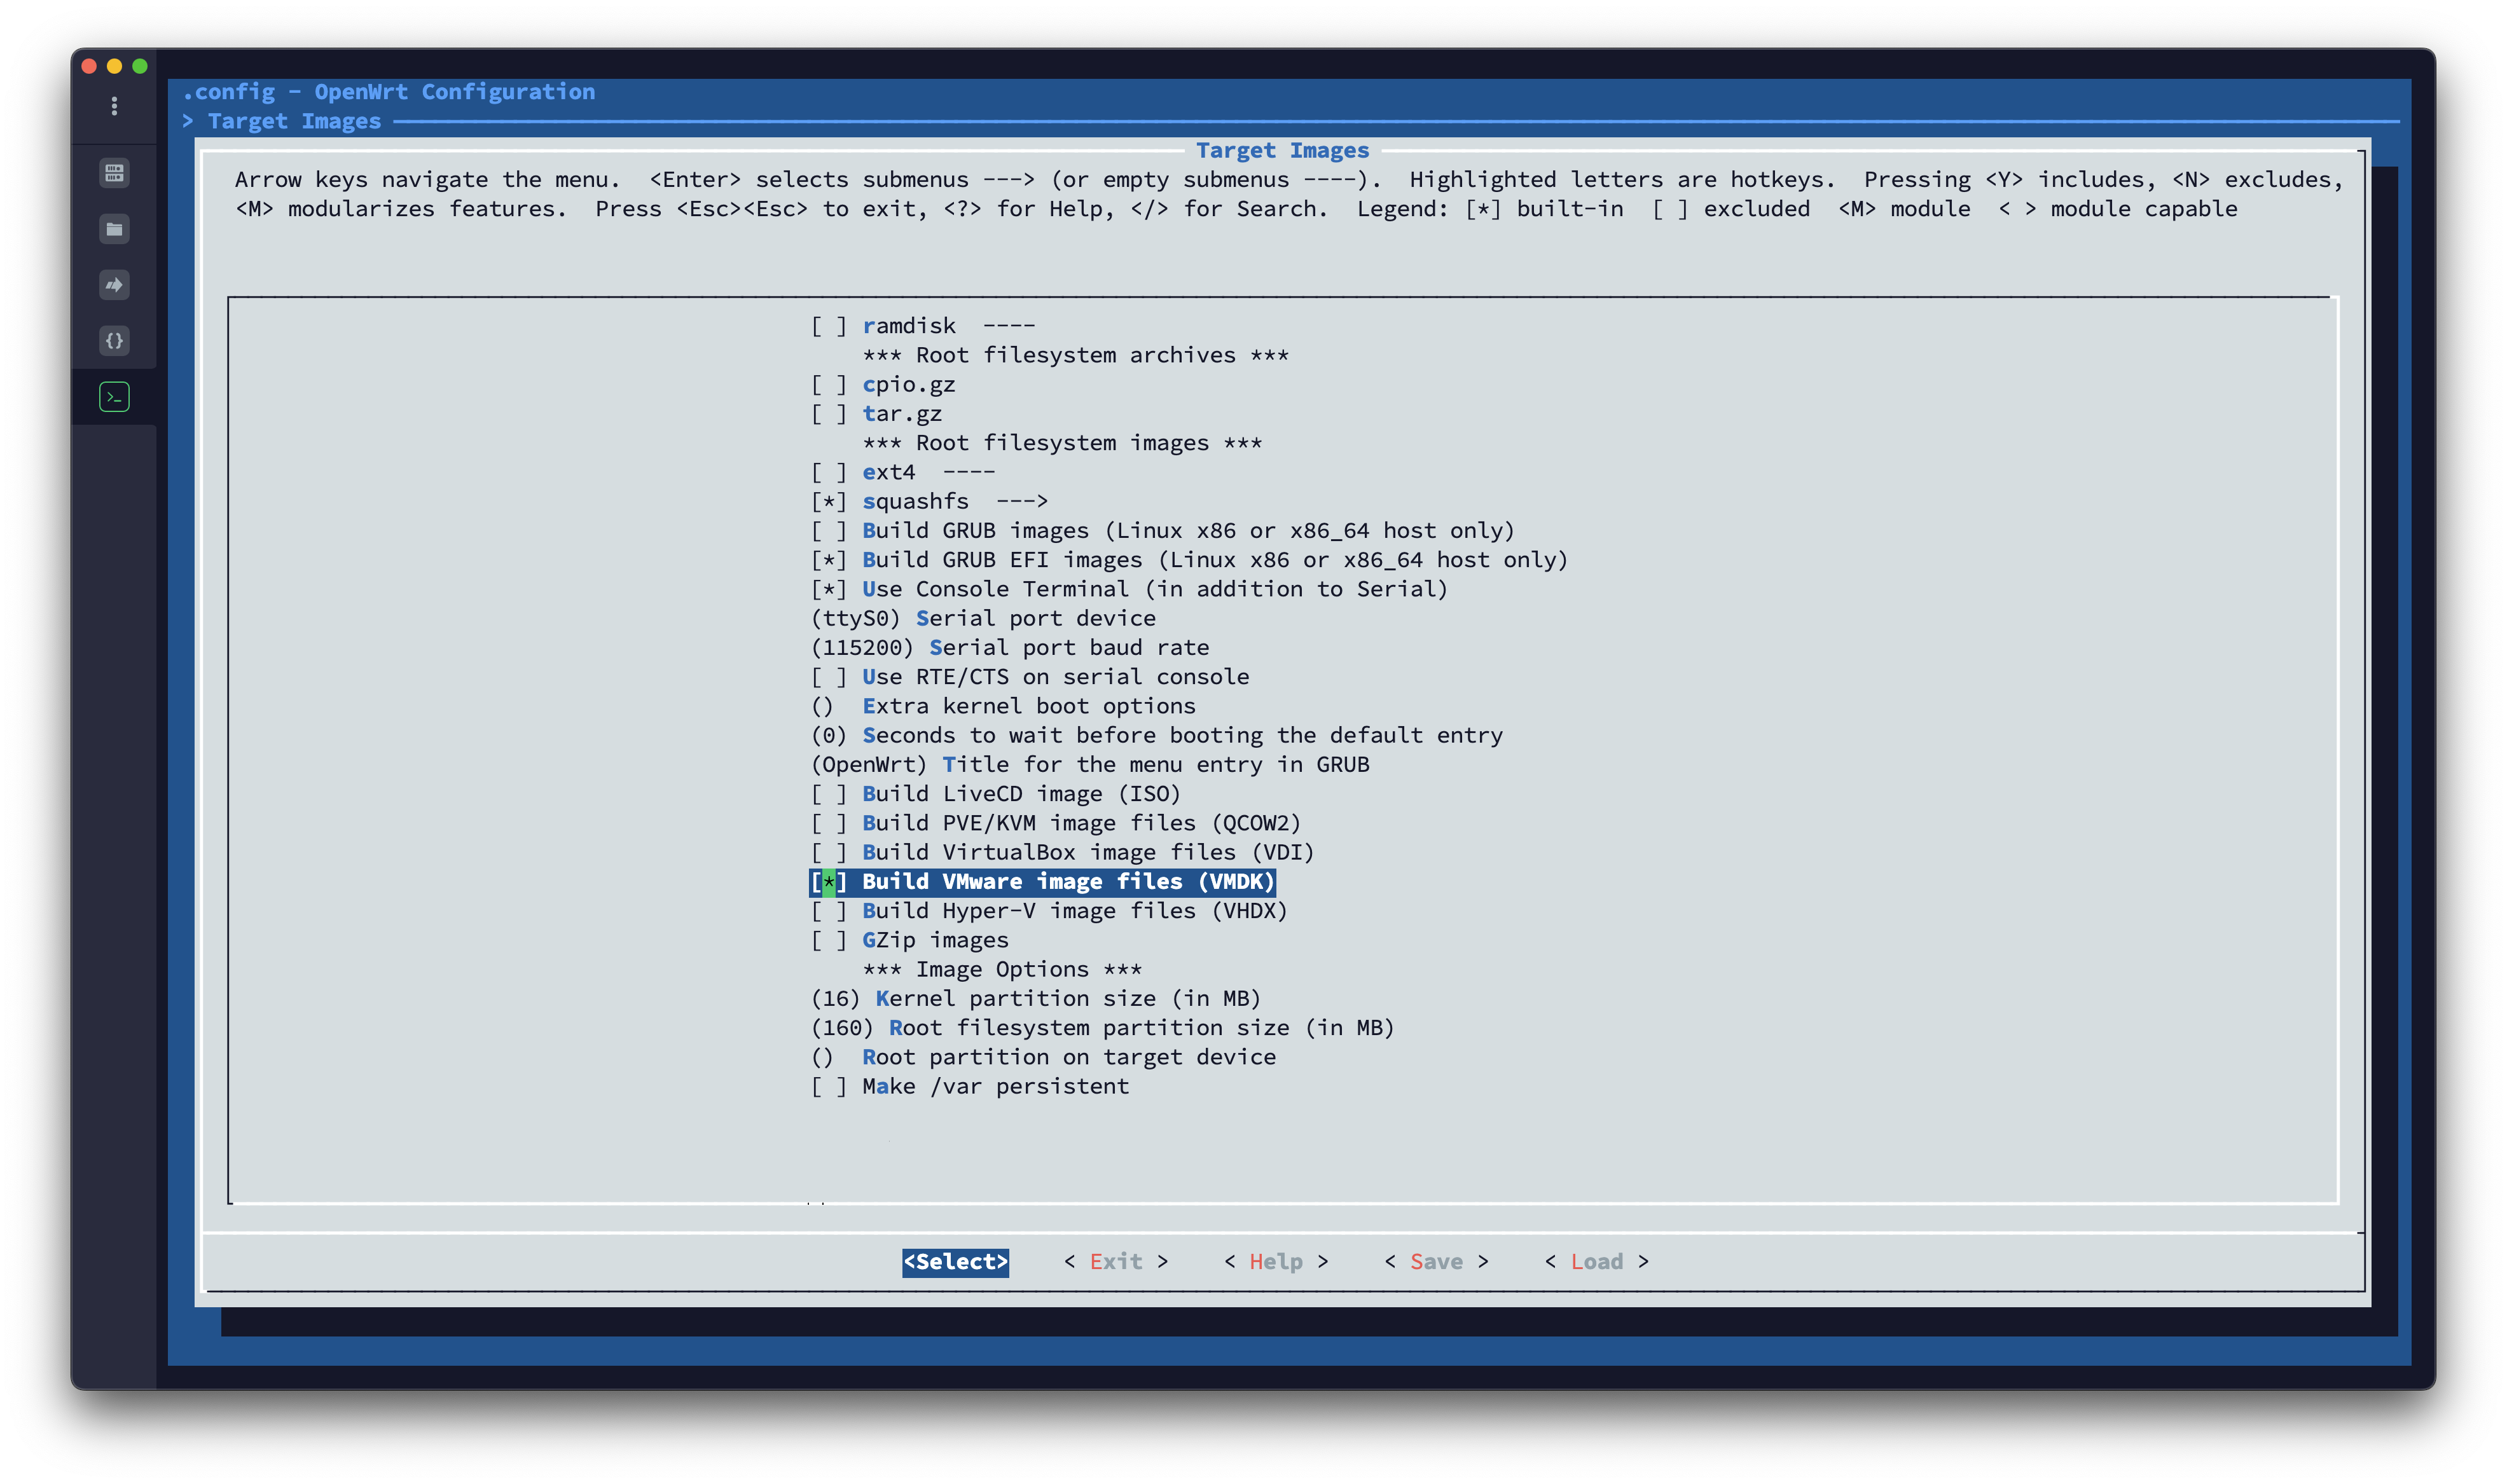 .config - OpenWrt Configuration
> Target Images
Target Images
Arrow keys navigate the menu.  <Enter> selects submenus ---> (or empty submenus ----).  Highlighted letters are hotkeys.  Pressing <Y> includes, <N> excludes,
<M> modularizes features.  Press <Esc><Esc> to exit, <?> for Help, </> for Search.  Legend: [*] built-in  [ ] excluded  <M> module  < > module capable
[ ] ramdisk  ----
*** Root filesystem archives ***
[ ] cpio.gz
[ ] tar.gz
*** Root filesystem images ***
[ ] ext4  ----
[*] squashfs  --->
[ ] Build GRUB images (Linux x86 or x86_64 host only)
[*] Build GRUB EFI images (Linux x86 or x86_64 host only)
[*] Use Console Terminal (in addition to Serial)
(ttyS0) Serial port device
(115200) Serial port baud rate
[ ] Use RTE/CTS on serial console
()  Extra kernel boot options
(0) Seconds to wait before booting the default entry
(OpenWrt) Title for the menu entry in GRUB
[ ] Build LiveCD image (ISO)
[ ] Build PVE/KVM image files (QCOW2)
[ ] Build VirtualBox image files (VDI)
[*] Build VMware image files (VMDK)
[ ] Build Hyper-V image files (VHDX)
[ ] GZip images
*** Image Options ***
(16) Kernel partition size (in MB)
(160) Root filesystem partition size (in MB)
()  Root partition on target device
[ ] Make /var persistent
<Select>    < Exit >    < Help >    < Save >    < Load >